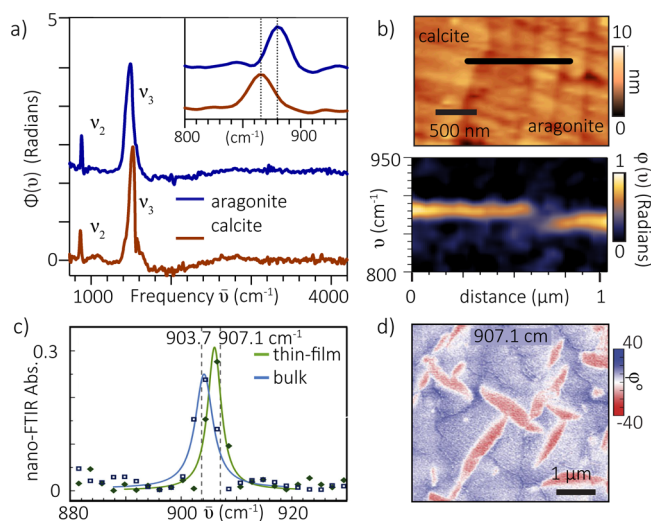 a)
5
Φ(ν) (Radians)
0
ν2
ν3
ν2
ν3
aragonite
calcite
1000 Frequency ν̄ (cm-1) 4000
800 (cm-1) 900
b)
calcite
aragonite
500 nm
10
nm
0
950
υ (cm-1)
800
0 distance (μm) 1
1
φ (υ) (Radians)
0
c)
903.7 907.1 cm-1
thin-film
bulk
0.3
nano-FTIR Abs.
0
880 900 ν̄ (cm-1) 920
d)
907.1 cm
1 μm
40
φ
-40